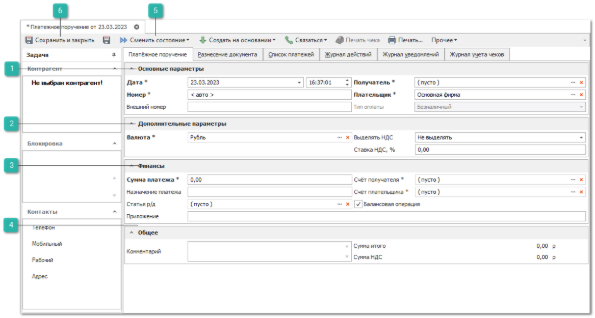 6
5
* Платежное поручение от 23.03.2023
Сохранить и закрыть Сменить состояние Создать на основании Связаться Печать чека Печать... Прочее
Задача
Платёжное поручение Разнесение документа Список платежей Журнал действий Журнал уведомлений Журнал учета чеков
1
Контрагент
Не выбран контрагент!
Основные параметры
Дата * 23.03.2023 16:37:01 Получатель * (пусто)
Номер * < авто > Плательщик * Основная фирма
Внешний номер Тип оплаты Безналичный
2
Дополнительные параметры
Валюта * Рубль Выделять НДС Не выделять
Блокировка
Ставка НДС, % 0,00
3
Финансы
Сумма платежа * 0,00 Счёт получателя * (пусто)
Назначение платежа Счёт плательщика * (пусто)
Статья р/д (пусто) Балансовая операция
Контакты
Приложение
4
Телефон
Общее
Мобильный
Комментарий Сумма итого 0,00 р
Рабочий
Сумма НДС 0,00 р
Адрес